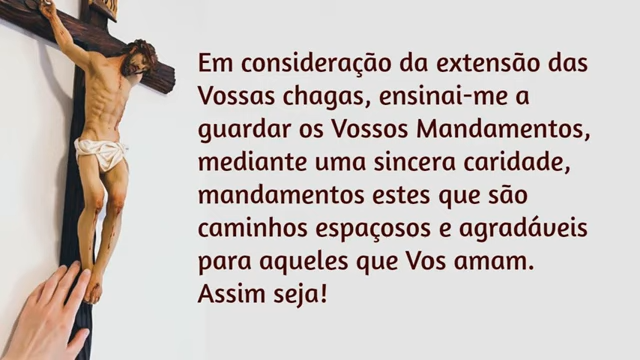 Em consideração da extensão das
Vossas chagas, ensinai-me a
guardar os Vossos Mandamentos,
mediante uma sincera caridade,
mandamentos estes que são
caminhos espaçosos e agradáveis
para aqueles que Vos amam.
Assim seja!